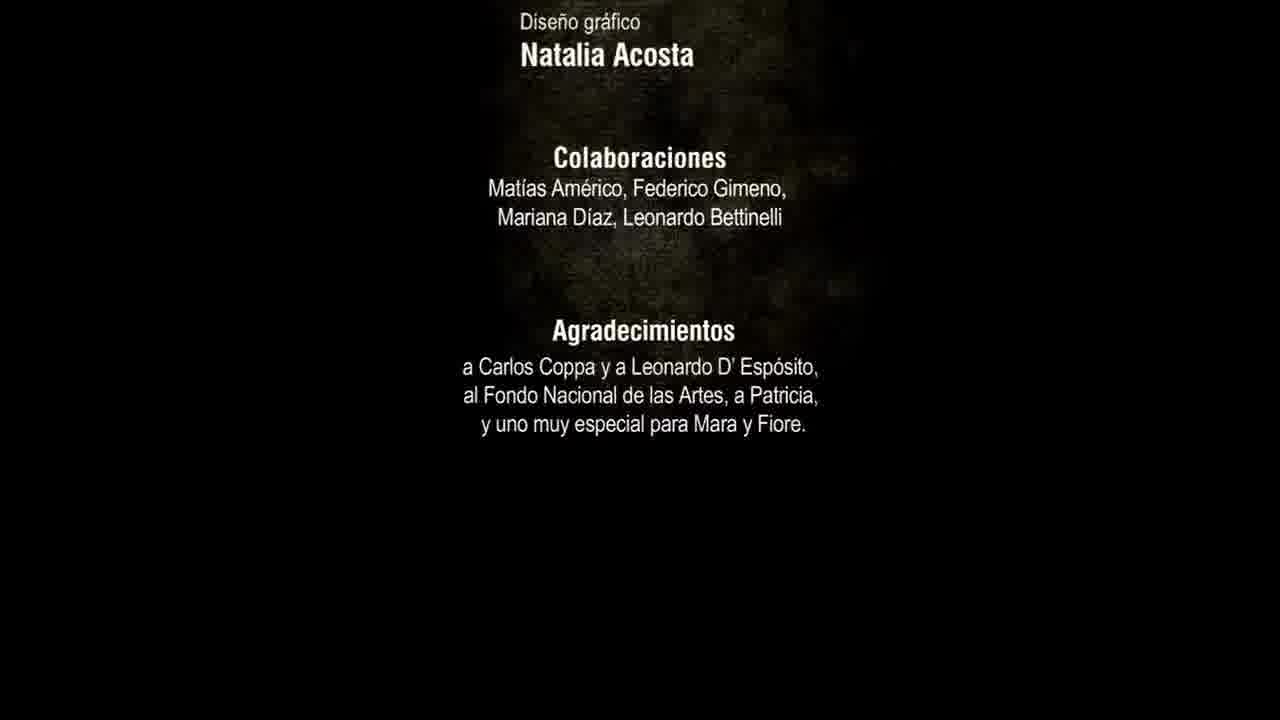 Diseño gráfico
Natalia Acosta
Colaboraciones
Matías Américo, Federico Gimeno,
Mariana Díaz, Leonardo Bettinelli
Agradecimientos
a Carlos Coppa y a Leonardo D' Espósito,
al Fondo Nacional de las Artes, a Patricia,
y uno muy especial para Mara y Fiore.